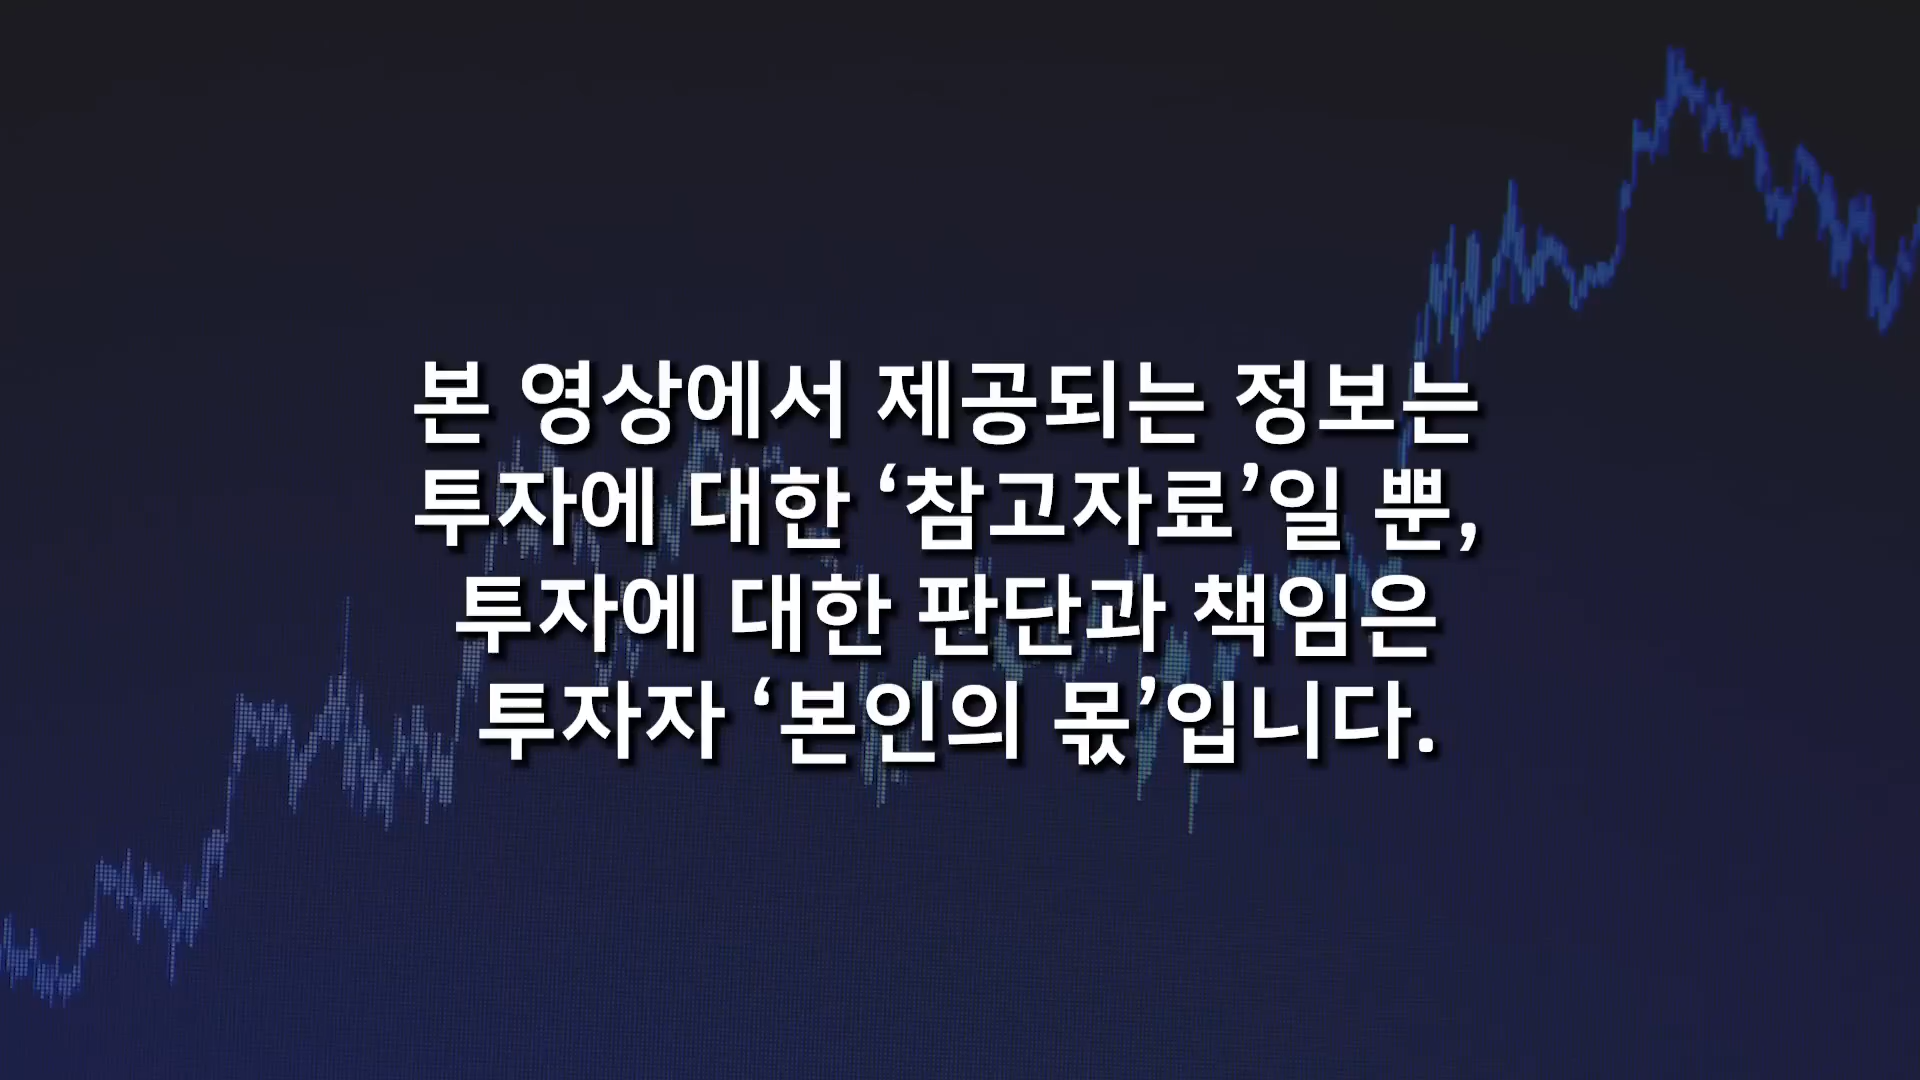 본 영상에서 제공되는 정보는
투자에 대한 ‘참고자료’일 뿐,
투자에 대한 판단과 책임은
투자자 ‘본인의 몫’입니다.